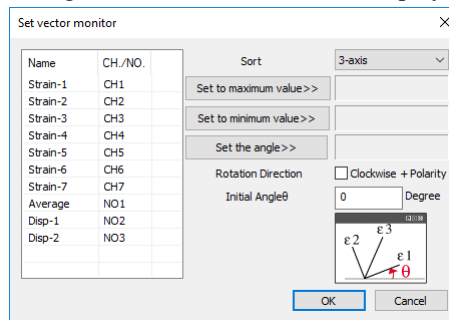 Set vector monitor
Name CH./NO. Sort 3-axis
Strain-1 CH1
Strain-2 CH2 Set to maximum value>>
Strain-3 CH3 Set to minimum value>>
Strain-4 CH4
Strain-5 CH5 Set the angle>>
Strain-6 CH6 Rotation Direction Clockwise + Polarity
Strain-7 CH7
Average NO1 Initial Angleθ 0 Degree
Disp-1 NO2
Disp-2 NO3
ε2 ε3
ε1
θ
OK Cancel